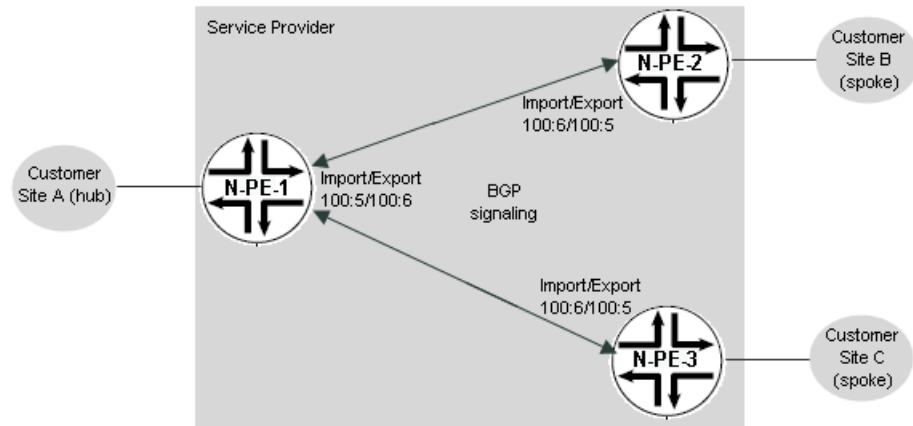 Service Provider
N-PE-2
Customer
Site B
(spoke)
Import/Export
100:6/100:5
Customer
Site A (hub)
N-PE-1
Import/Export
100:5/100:6
BGP
signaling
Import/Export
100:6/100:5
N-PE-3
Customer
Site C
(spoke)